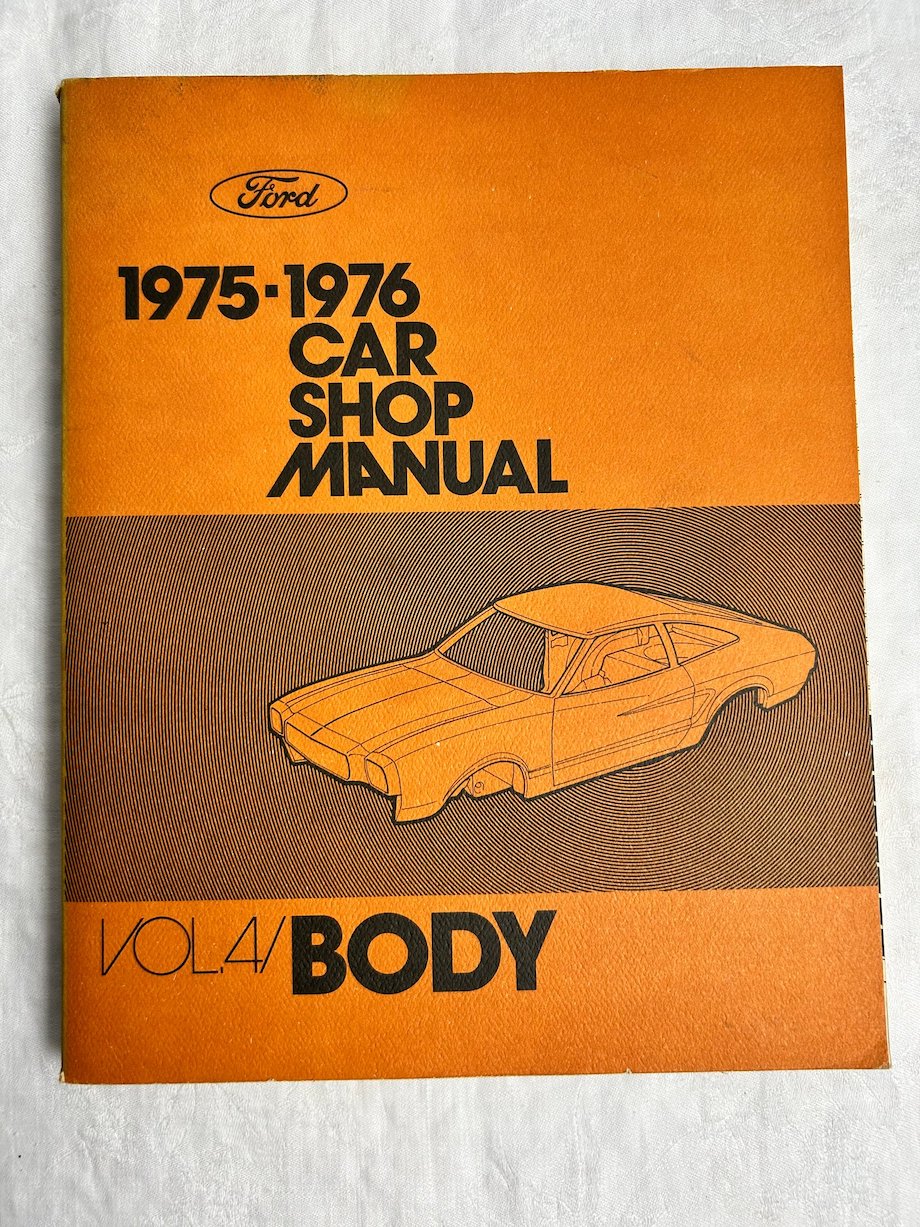 Ford
1975-1976
CAR
SHOP
MANUAL
VOL.4/BODY